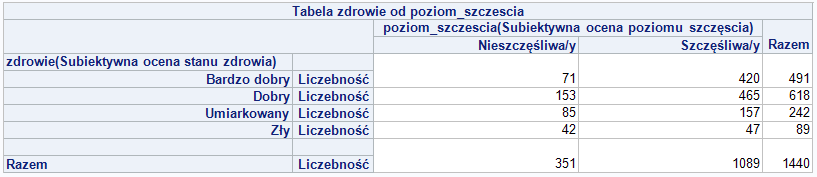 Tabela zdrowie od poziom_szczescia
poziom_szczescia(Subiektywna ocena poziomu szczęscia)
Nieszczęśliwa/y Szczęśliwa/y Razem
zdrowie(Subiektywna ocena stanu zdrowia)
Bardzo dobry Liczebność 71 420 491
Dobry Liczebność 153 465 618
Umiarkowany Liczebność 85 157 242
Zły Liczebność 42 47 89
Razem Liczebność 351 1089 1440